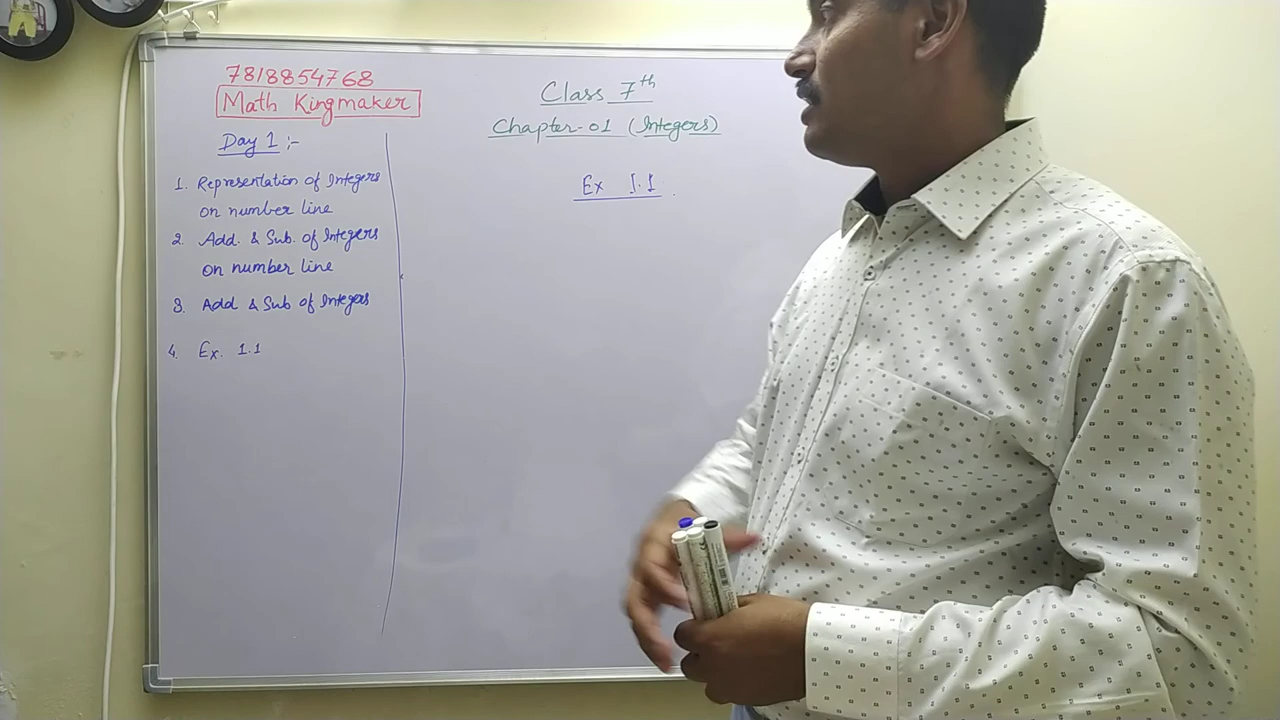 7818854768
Math Kingmaker
Day 1 :-
1. Representation of Integers
on number line
2. Add. & Sub. of Integers
on number line
3. Add & Sub of Integers
4. Ex. 1.1
Class 7th
Chapter-01 (Integers)
Ex 1.1